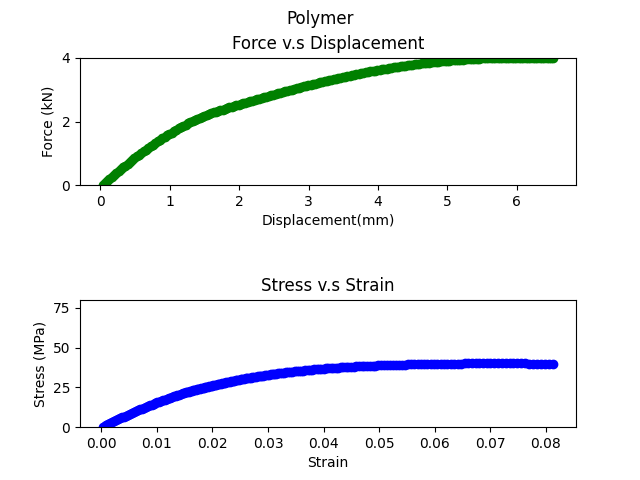 Polymer
Force v.s Displacement
4
2
0
Force (kN)
0 1 2 3 4 5 6
Displacement(mm)
Stress v.s Strain
75
50
25
0
Stress (MPa)
0.00 0.01 0.02 0.03 0.04 0.05 0.06 0.07 0.08
Strain